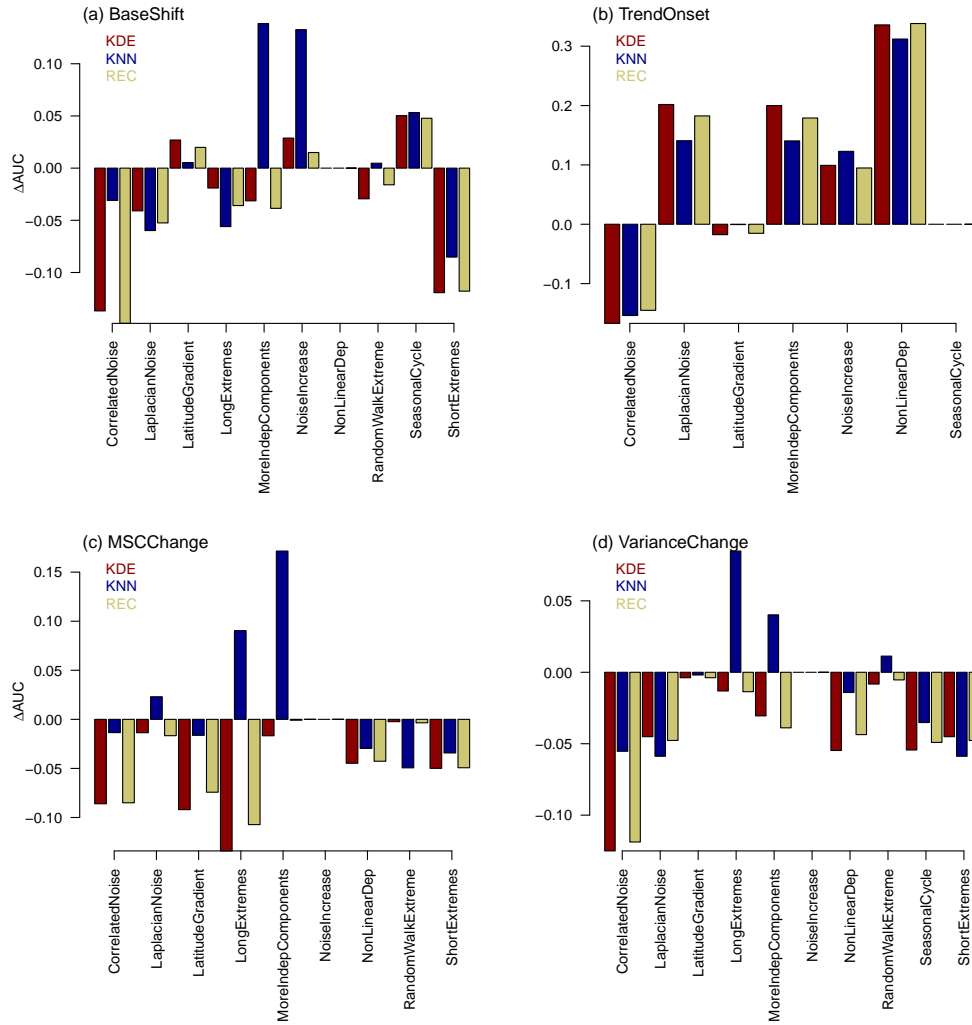 (a) BaseShift
KDE
KNN
REC
ΔAUC
0.10
0.05
0.00
−0.05
−0.10
CorrelatedNoise
LaplacianNoise
LatitudeGradient
LongExtremes
MoreIndepComponents
NoiseIncrease
NonLinearDep
RandomWalkExtreme
SeasonalCycle
ShortExtremes
(b) TrendOnset
KDE
KNN
REC
0.3
0.2
0.1
0.0
−0.1
CorrelatedNoise
LaplacianNoise
LatitudeGradient
MoreIndepComponents
NoiseIncrease
NonLinearDep
SeasonalCycle
(c) MSCChange
KDE
KNN
REC
ΔAUC
0.15
0.10
0.05
0.00
−0.05
−0.10
CorrelatedNoise
LaplacianNoise
LatitudeGradient
LongExtremes
MoreIndepComponents
NoiseIncrease
NonLinearDep
RandomWalkExtreme
ShortExtremes
(d) VarianceChange
KDE
KNN
REC
0.05
0.00
−0.05
−0.10
CorrelatedNoise
LaplacianNoise
LatitudeGradient
LongExtremes
MoreIndepComponents
NoiseIncrease
NonLinearDep
RandomWalkExtreme
SeasonalCycle
ShortExtremes